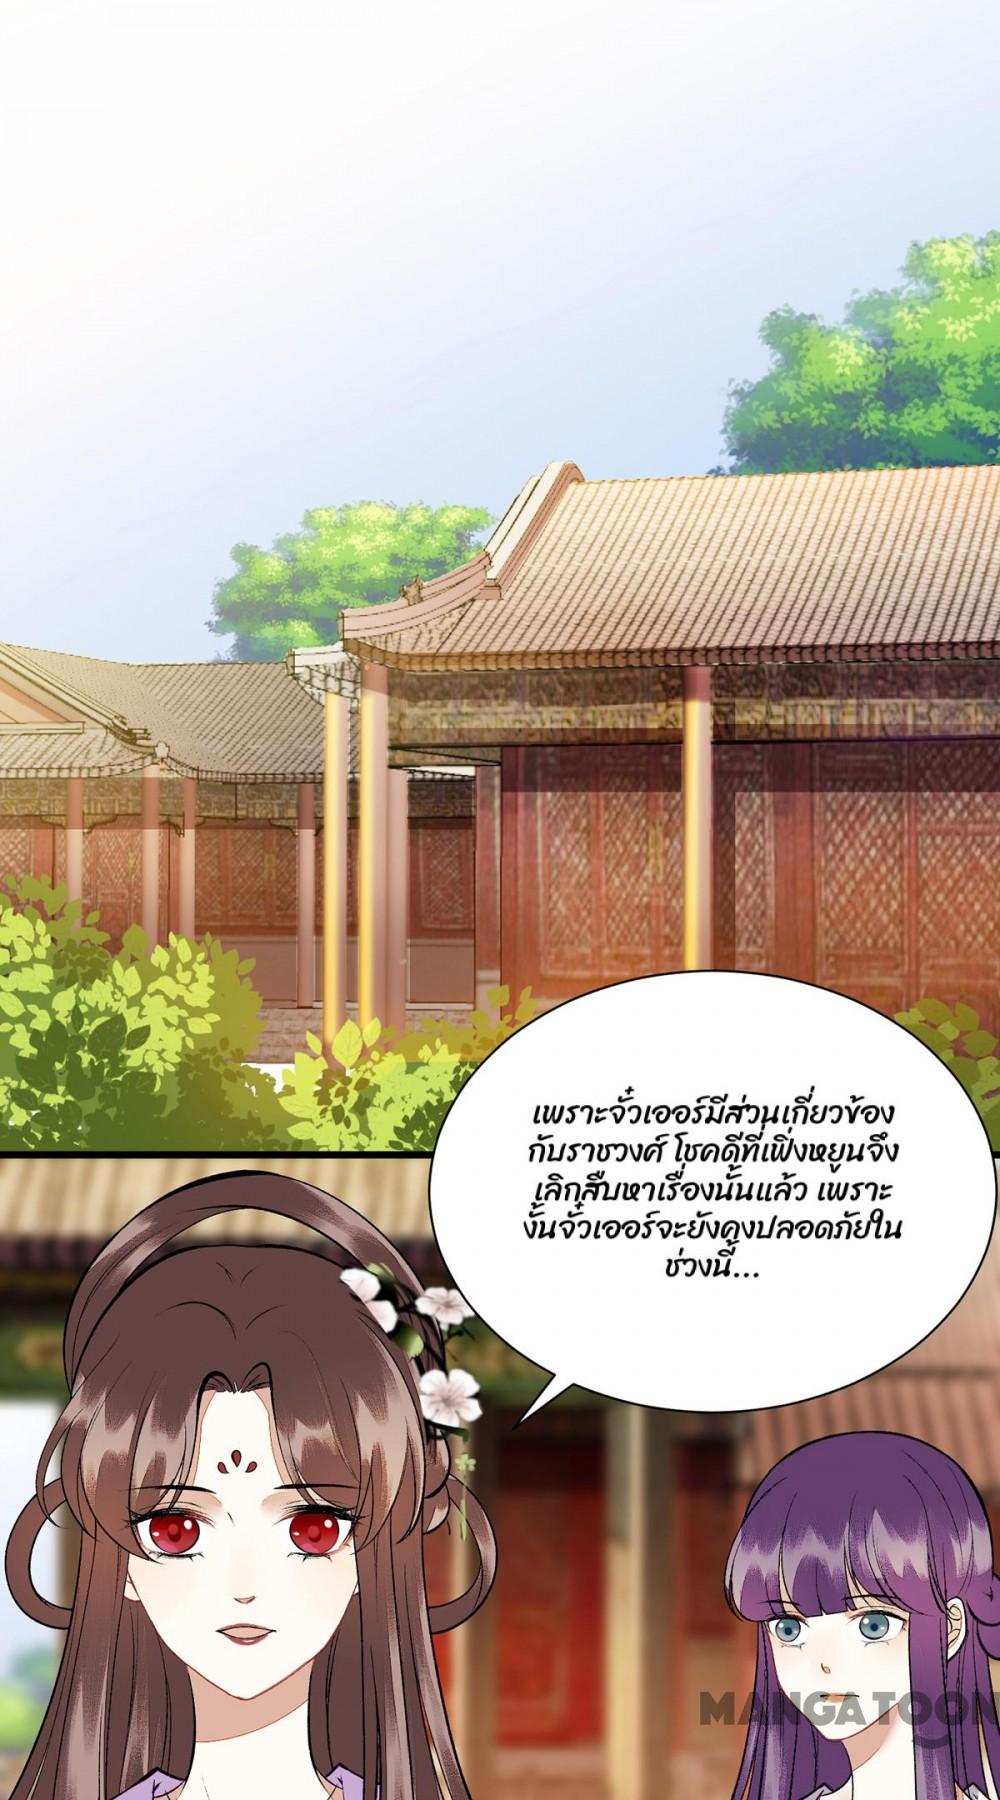 เพราะจั๋วเออร์มีส่วนเกี่ยวข้อง
กับราชวงศ์ โชคดีที่เฟิ่งหยูนจึง
เลิกสืบหาเรื่องนั้นแล้ว เพราะ
งั้นจั๋วเออร์จะยังคงปลอดภัยใน
ช่วงนี้...
MANGATOON